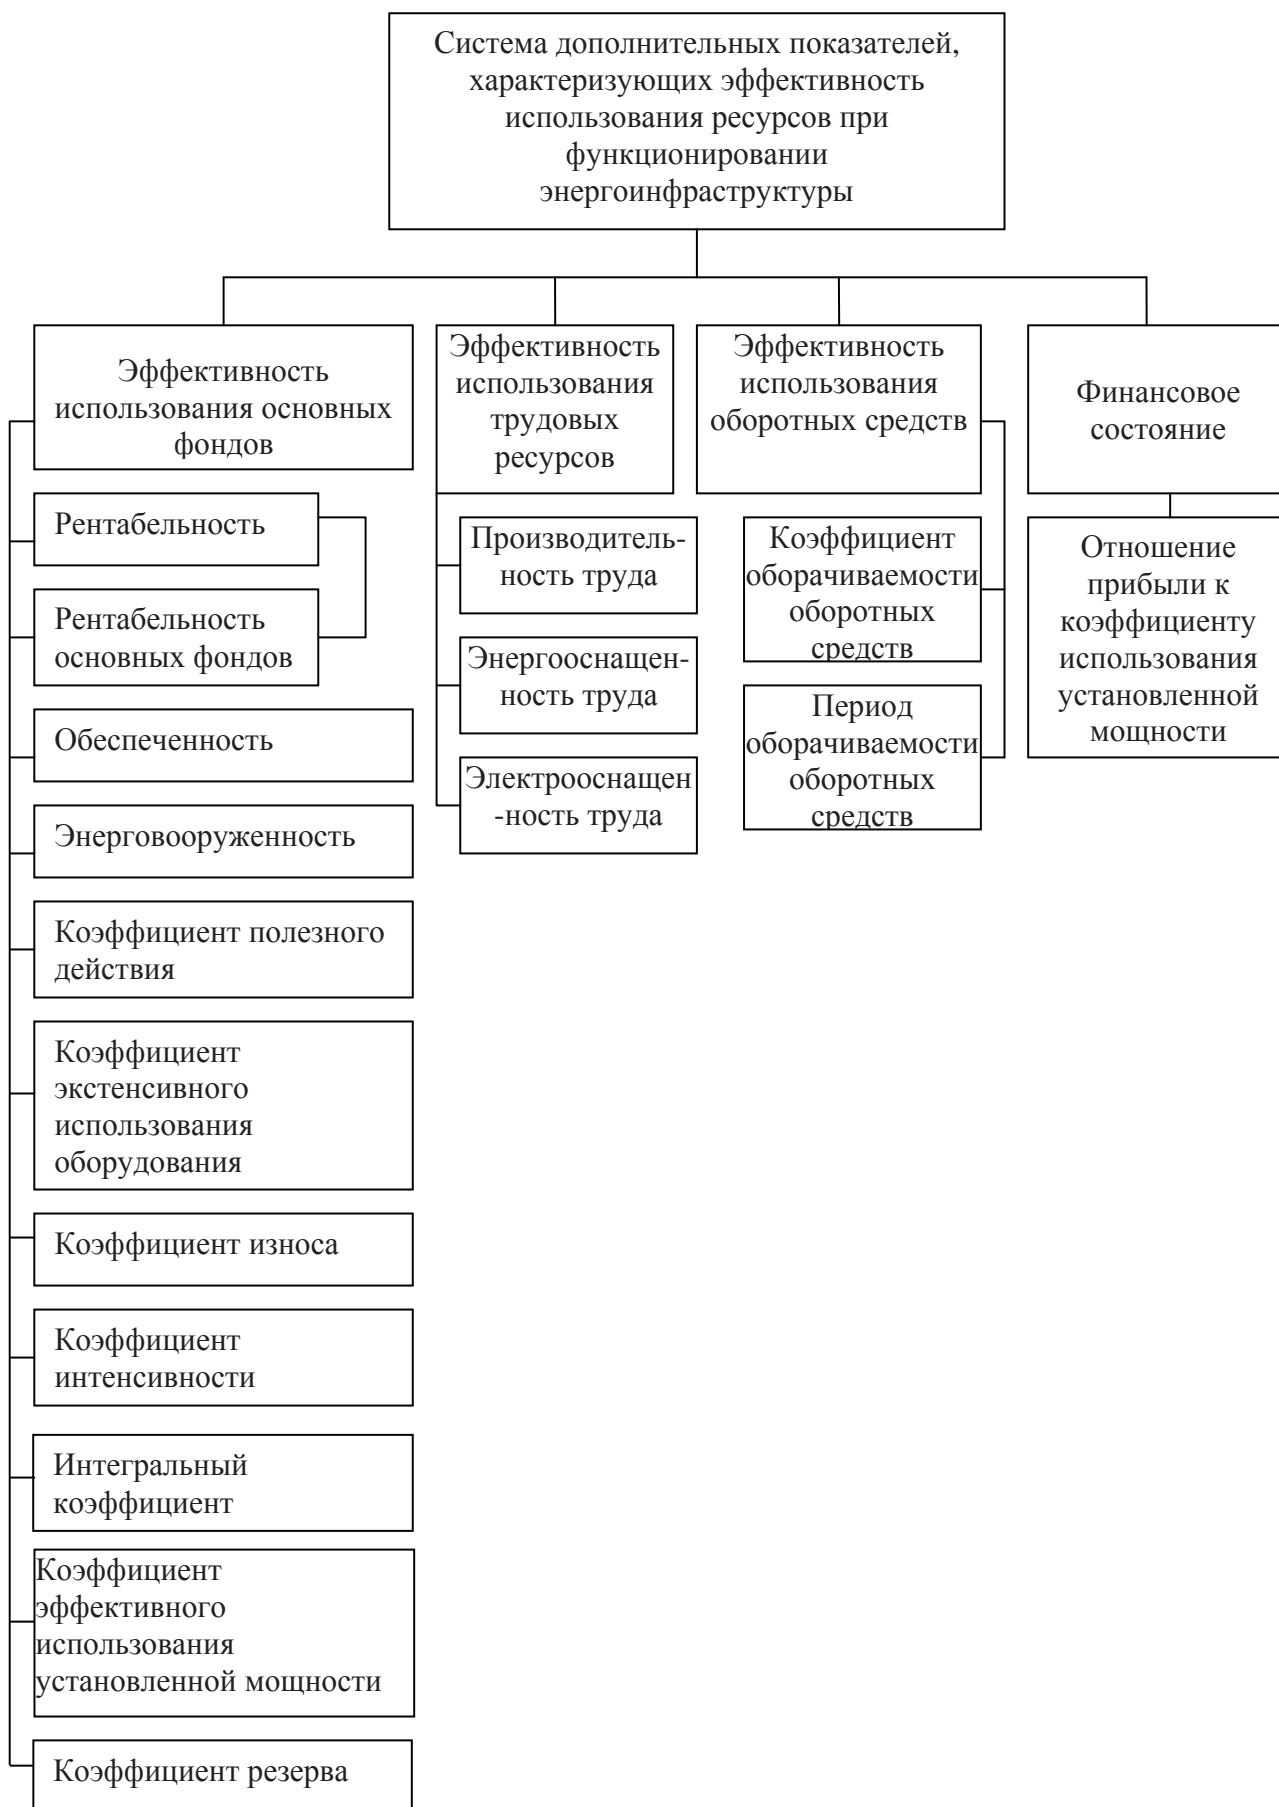 Система дополнительных показателей,
характеризующих эффективность
использования ресурсов при
функционировании
энергоинфраструктуры
Эффективность
использования основных
фондов
Рентабельность
Рентабельность
основных фондов
Обеспеченность
Энерговооруженность
Коэффициент полезного
действия
Коэффициент
экстенсивного
использования
оборудования
Коэффициент износа
Коэффициент
интенсивности
Интегральный
коэффициент
Коэффициент
эффективного
использования
установленной мощности
Коэффициент резерва
Эффективность
использования
трудовых
ресурсов
Производитель-
ность труда
Энергооснащен-
ность труда
Электрооснащен
-ность труда
Эффективность
использования
оборотных средств
Коэффициент
оборачиваемости
оборотных
средств
Период
оборачиваемости
оборотных
средств
Финансовое
состояние
Отношение
прибыли к
коэффициенту
использования
установленной
мощности